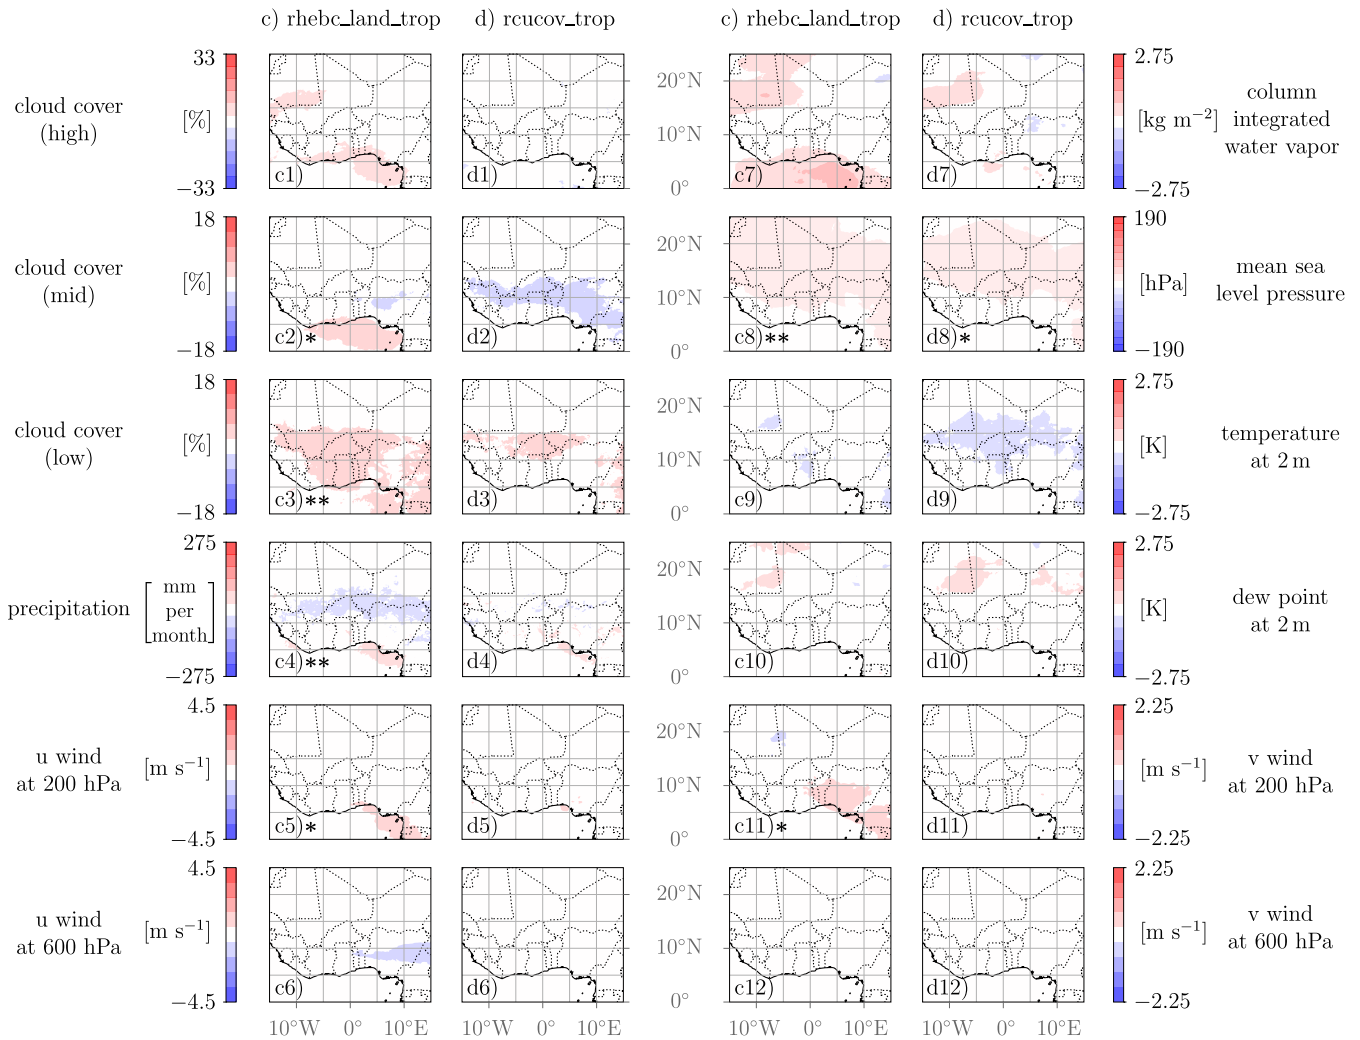 c) rhebc_land_trop d) rcucov_trop c) rhebc_land_trop d) rcucov_trop
cloud cover
(high)
33
[%]
−33
c1)
d1)
20°N
10°N
0°
c7)
d7)
2.75
[kg m−2]
−2.75
column
integrated
water vapor
cloud cover
(mid)
18
[%]
−18
c2)*
d2)
20°N
10°N
0°
c8)**
d8)*
190
[hPa]
−190
mean sea
level pressure
cloud cover
(low)
18
[%]
−18
c3)**
d3)
20°N
10°N
0°
c9)
d9)
2.75
[K]
−2.75
temperature
at 2 m
precipitation
275
[mm
per
month]
−275
c4)**
d4)
20°N
10°N
0°
c10)
d10)
2.75
[K]
−2.75
dew point
at 2 m
u wind
at 200 hPa
4.5
[m s−1]
−4.5
c5)*
d5)
20°N
10°N
0°
c11)*
d11)
2.25
[m s−1]
−2.25
v wind
at 200 hPa
u wind
at 600 hPa
4.5
[m s−1]
−4.5
c6)
d6)
20°N
10°N
0°
c12)
d12)
2.25
[m s−1]
−2.25
v wind
at 600 hPa
10°W 0° 10°E 10°W 0° 10°E 10°W 0° 10°E 10°W 0° 10°E